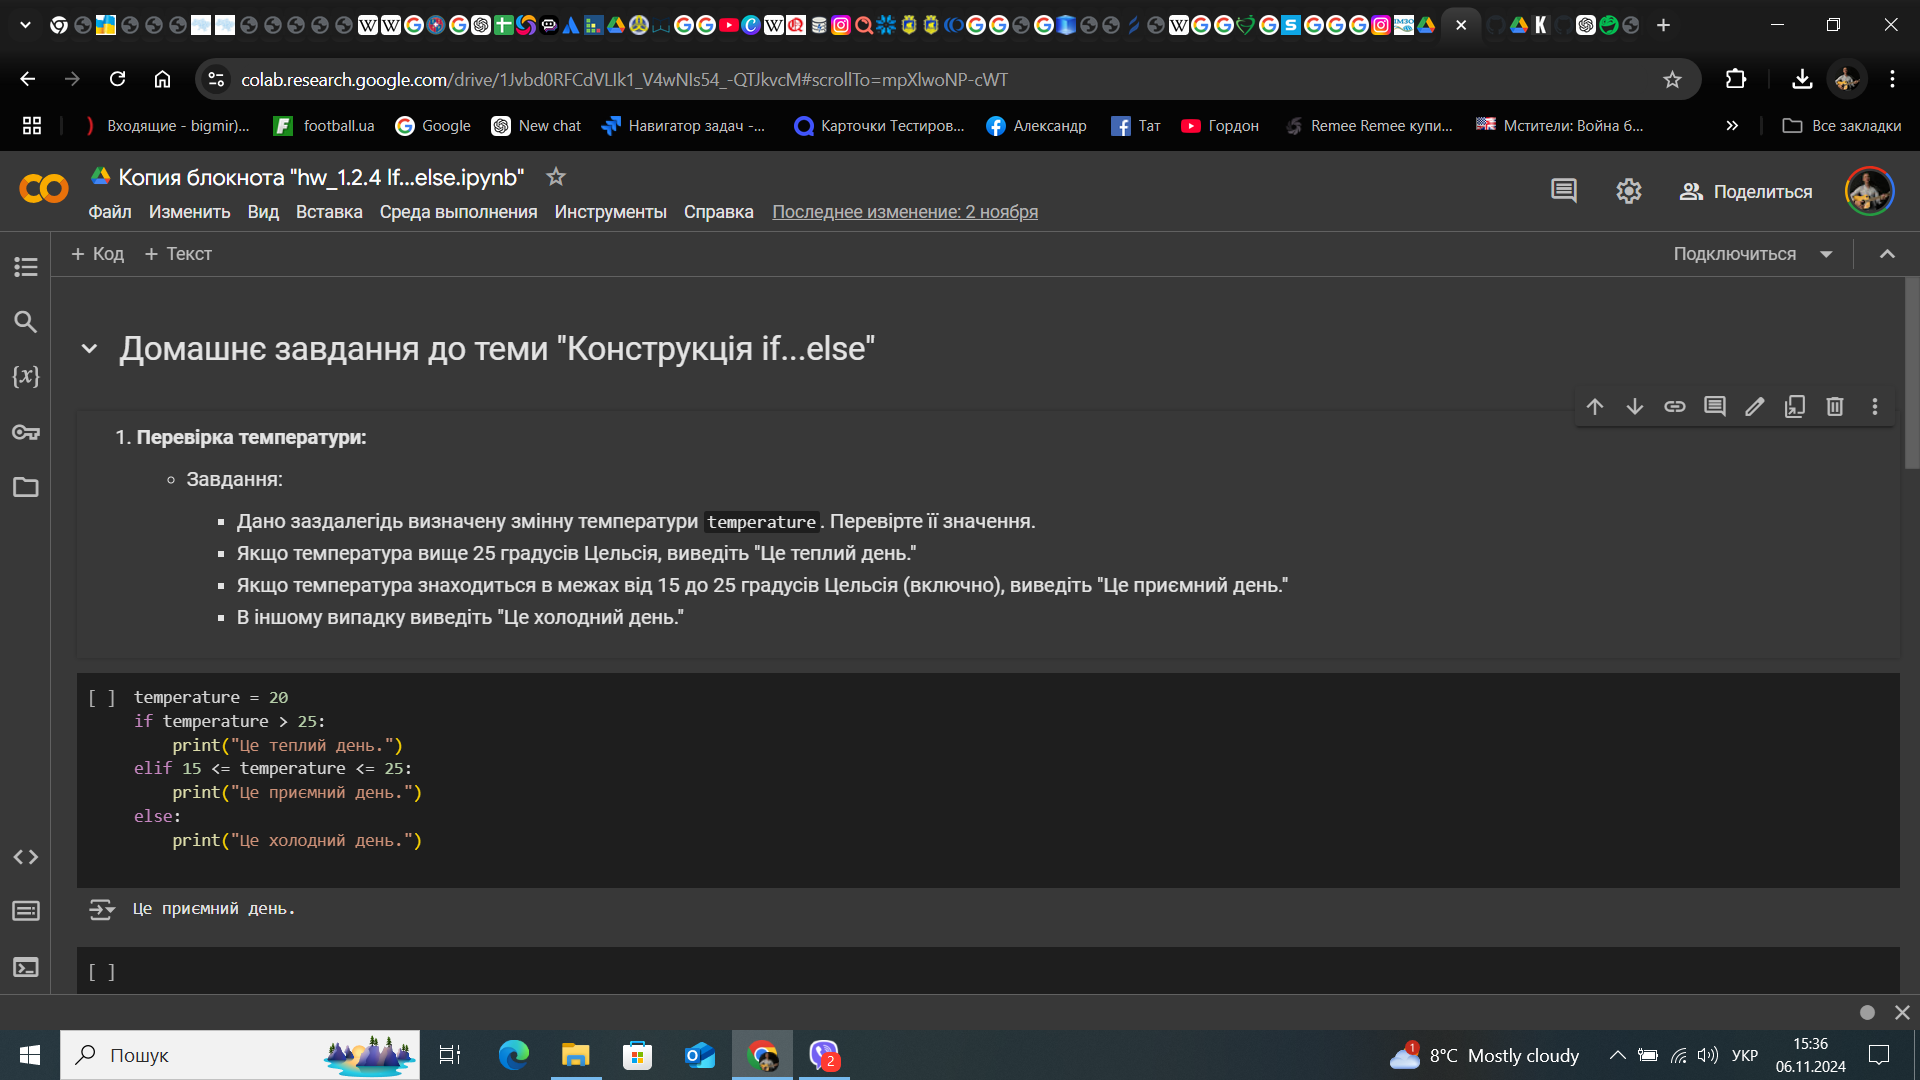 colab.research.google.com/drive/1Jvbd0RFCdVLIk1_V4wNIs54_-QTJkvcM#scrollTo=mpXlwoNP-cWT
Входящие - bigmir)... football.ua Google New chat Навигатор задач -... Карточки Тестиров... Александр Тат Гордон Remee Remee купи... Мстители: Война б... » Все закладки
Копия блокнота "hw_1.2.4 If...else.ipynb"
Файл Изменить Вид Вставка Среда выполнения Инструменты Справка Последнее изменение: 2 ноября
Поделиться
+ Код + Текст
Подключиться
Домашнє завдання до теми "Конструкція if...else"
1. Перевірка температури:
Завдання:
Дано заздалегідь визначену змінну температури temperature. Перевірте її значення.
Якщо температура вище 25 градусів Цельсія, виведіть "Це теплий день."
Якщо температура знаходиться в межах від 15 до 25 градусів Цельсія (включно), виведіть "Це приємний день."
В іншому випадку виведіть "Це холодний день."
[ ] temperature = 20
if temperature > 25:
print("Це теплий день.")
elif 15 <= temperature <= 25:
print("Це приємний день.")
else:
print("Це холодний день.")
Це приємний день.
[ ]
Пошук
2
1
8°C Mostly cloudy
УКР
15:36
06.11.2024